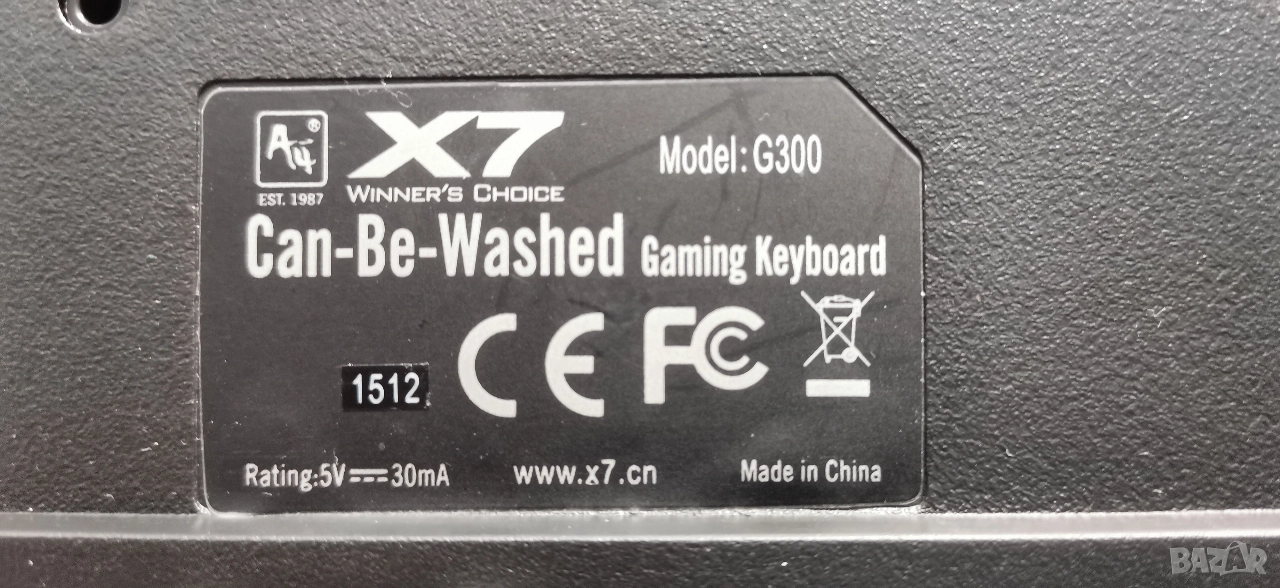 A4 ®
EST. 1987
X7
WINNER'S CHOICE
Model: G300
Can-Be-Washed Gaming Keyboard
1512
CE FC
Rating:5V⎓30mA
www.x7.cn
Made in China
BAZAR